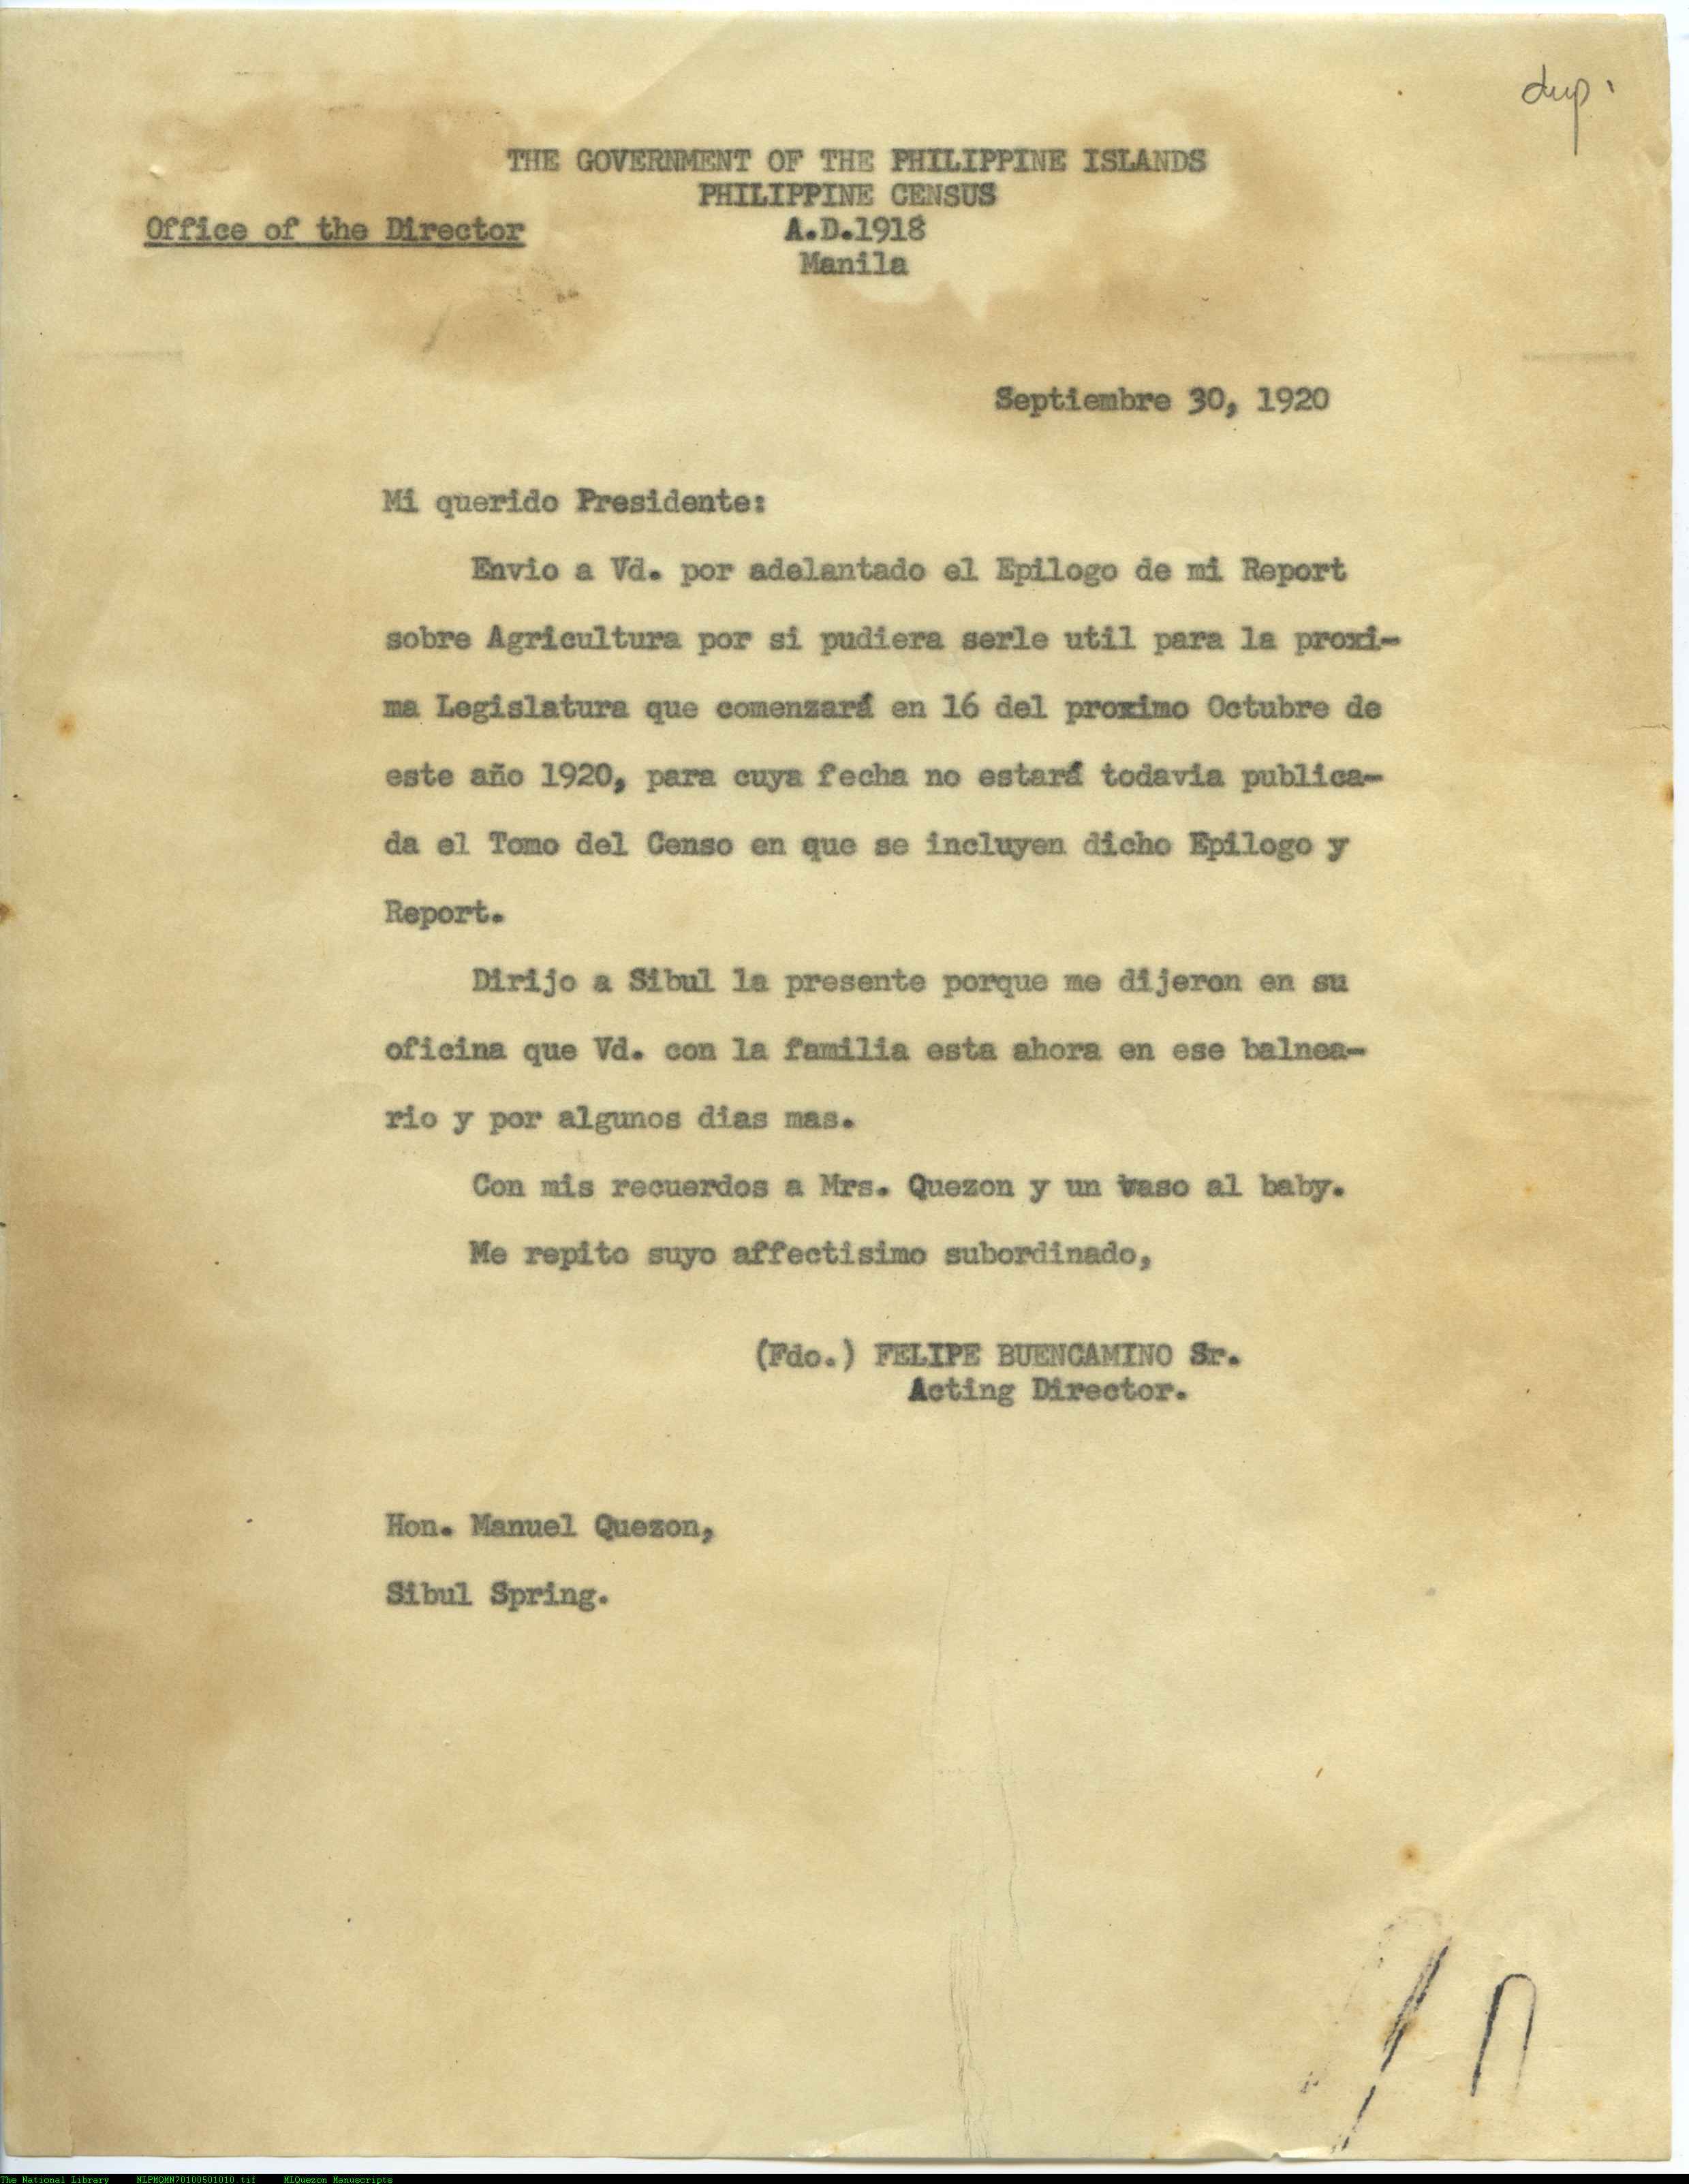 dup.
THE GOVERNMENT OF THE PHILIPPINE ISLANDS
PHILIPPINE CENSUS
Office of the Director A.D.1918
Manila
Septiembre 30, 1920
Mi querido Presidente:
Envio a Vd. por adelantado el Epilogo de mi Report
sobre Agricultura por si pudiera serle util para la proxi-
ma Legislatura que comenzará en 16 del proximo Octubre de
este año 1920, para cuya fecha no estará todavia publica-
da el Tomo del Censo en que se incluyen dicho Epilogo y
Report.
Dirijo a Sibul la presente porque me dijeron en su
oficina que Vd. con la familia esta ahora en ese balnea-
rio y por algunos dias mas.
Con mis recuerdos a Mrs. Quezon y un vaso al baby.
Me repito suyo affectisimo subordinado,
(Fdo.) FELIPE BUENCAMINO Sr.
Acting Director.
Hon. Manuel Quezon,
Sibul Spring.
The National Library NLPMQMN70100501010.tif MLQuezon Manuscripts